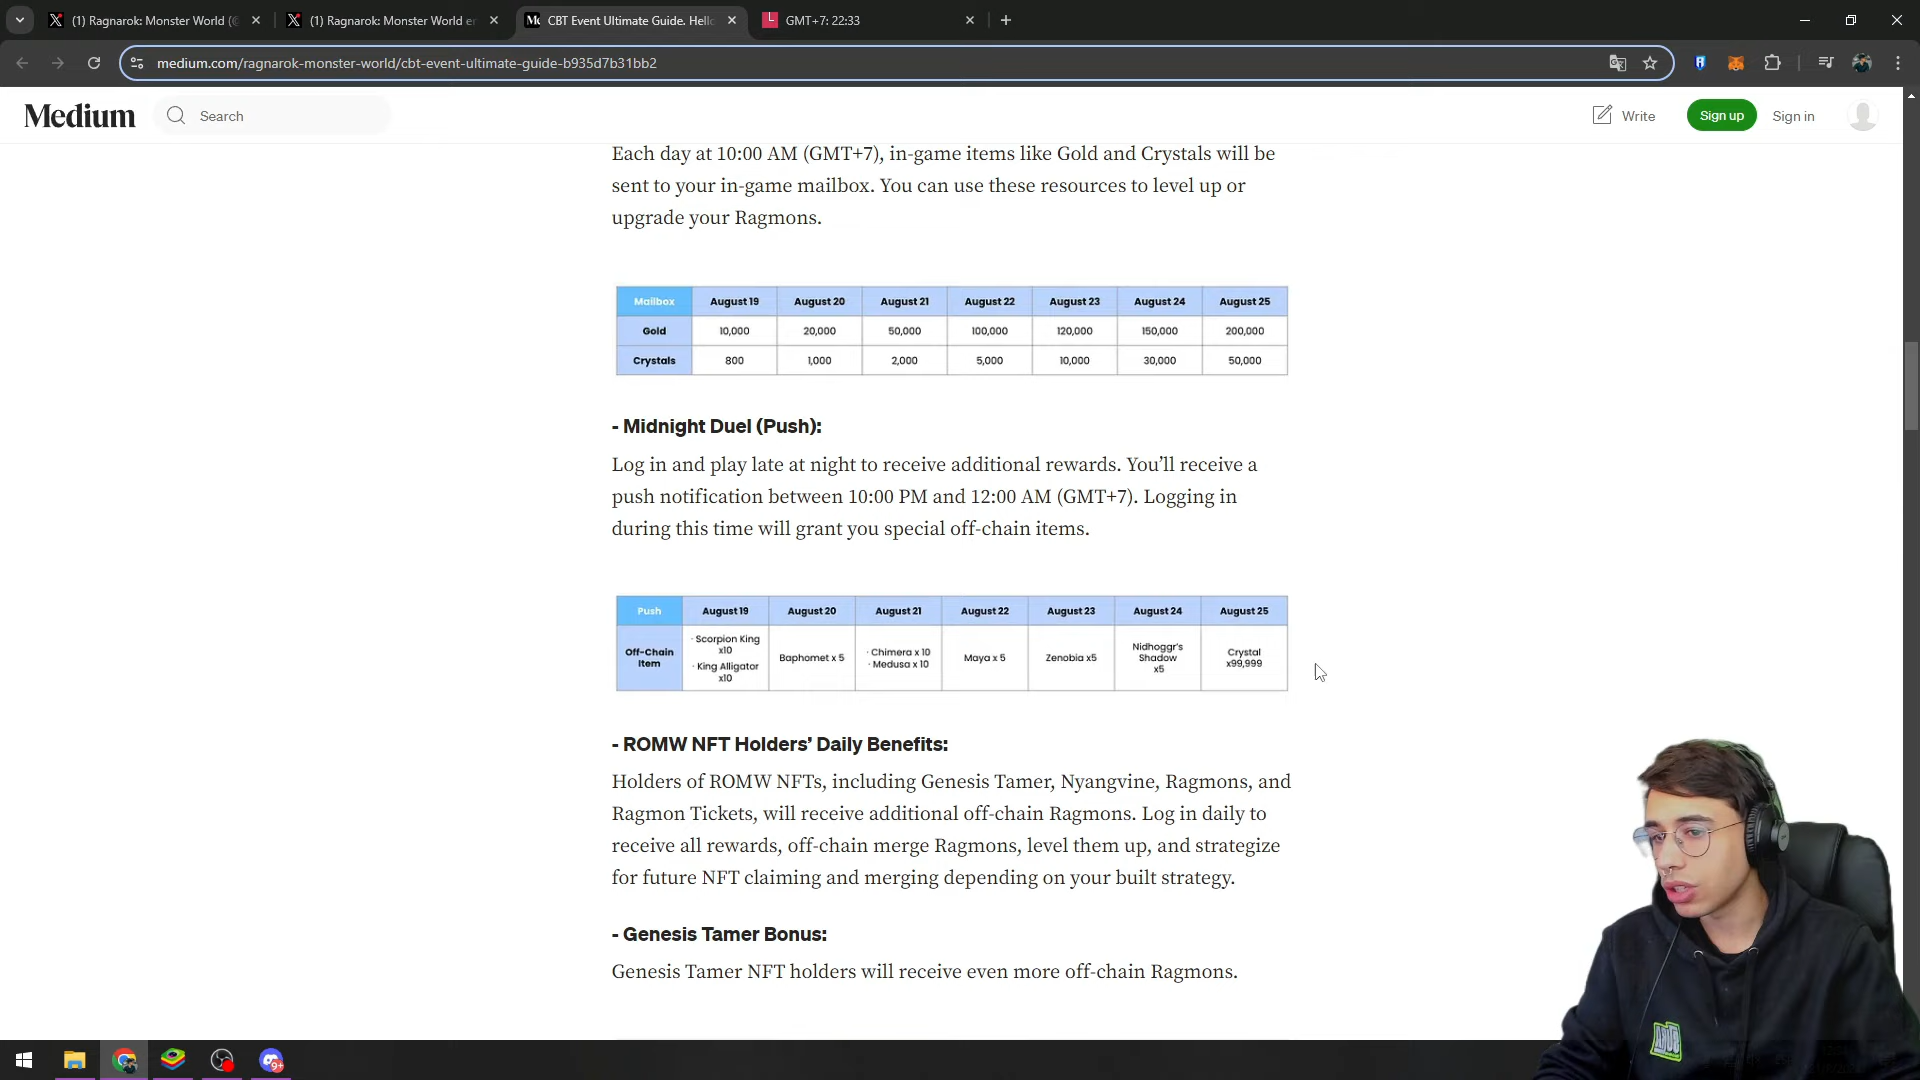 (1) Ragnarok: Monster World (@
(1) Ragnarok: Monster World en
CBT Event Ultimate Guide. Hello
GMT+7: 22:33
medium.com/ragnarok-monster-world/cbt-event-ultimate-guide-b935d7b31bb2
Medium
Search
Write
Sign up
Sign in
Each day at 10:00 AM (GMT+7), in-game items like Gold and Crystals will be
sent to your in-game mailbox. You can use these resources to level up or
upgrade your Ragmons.
Mailbox August 19 August 20 August 21 August 22 August 23 August 24 August 25
Gold 10,000 20,000 50,000 100,000 120,000 150,000 200,000
Crystals 800 1,000 2,000 5,000 10,000 30,000 50,000
- Midnight Duel (Push):
Log in and play late at night to receive additional rewards. You’ll receive a
push notification between 10:00 PM and 12:00 AM (GMT+7). Logging in
during this time will grant you special off-chain items.
Push August 19 August 20 August 21 August 22 August 23 August 24 August 25
Off-Chain Item
· Scorpion King x10
· King Alligator x10
Baphomet x 5
· Chimera x 10
· Medusa x 10
Maya x 5
Zenobia x5
Nidhoggr's Shadow x5
Crystal x99,999
- ROMW NFT Holders’ Daily Benefits:
Holders of ROMW NFTs, including Genesis Tamer, Nyangvine, Ragmons, and
Ragmon Tickets, will receive additional off-chain Ragmons. Log in daily to
receive all rewards, off-chain merge Ragmons, level them up, and strategize
for future NFT claiming and merging depending on your built strategy.
- Genesis Tamer Bonus:
Genesis Tamer NFT holders will receive even more off-chain Ragmons.